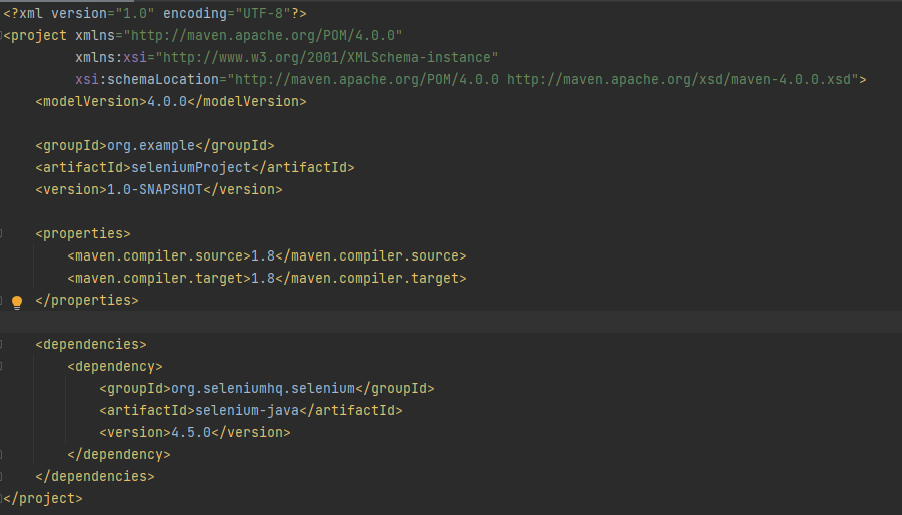 <?xml version="1.0" encoding="UTF-8"?>
<project xmlns="http://maven.apache.org/POM/4.0.0"
         xmlns:xsi="http://www.w3.org/2001/XMLSchema-instance"
         xsi:schemaLocation="http://maven.apache.org/POM/4.0.0 http://maven.apache.org/xsd/maven-4.0.0.xsd">
    <modelVersion>4.0.0</modelVersion>

    <groupId>org.example</groupId>
    <artifactId>seleniumProject</artifactId>
    <version>1.0-SNAPSHOT</version>

    <properties>
        <maven.compiler.source>1.8</maven.compiler.source>
        <maven.compiler.target>1.8</maven.compiler.target>
    </properties>

    <dependencies>
        <dependency>
            <groupId>org.seleniumhq.selenium</groupId>
            <artifactId>selenium-java</artifactId>
            <version>4.5.0</version>
        </dependency>
    </dependencies>
</project>